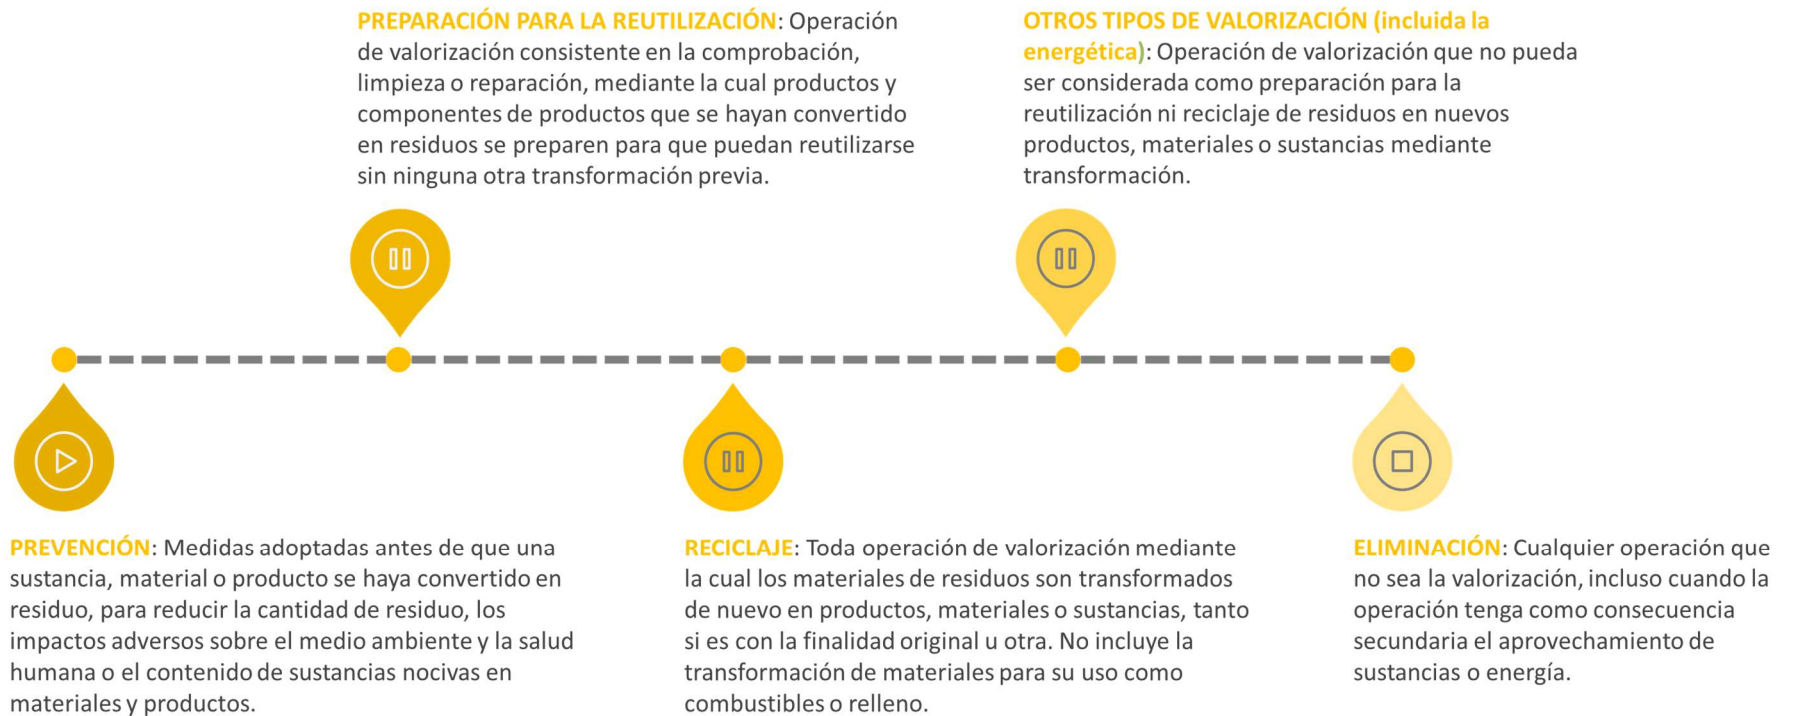 PREPARACIÓN PARA LA REUTILIZACIÓN: Operación
de valorización consistente en la comprobación,
limpieza o reparación, mediante la cual productos y
componentes de productos que se hayan convertido
en residuos se preparen para que puedan reutilizarse
sin ninguna otra transformación previa.
OTROS TIPOS DE VALORIZACIÓN (incluida la
energética): Operación de valorización que no pueda
ser considerada como preparación para la
reutilización ni reciclaje de residuos en nuevos
productos, materiales o sustancias mediante
transformación.
PREVENCIÓN: Medidas adoptadas antes de que una
sustancia, material o producto se haya convertido en
residuo, para reducir la cantidad de residuo, los
impactos adversos sobre el medio ambiente y la salud
humana o el contenido de sustancias nocivas en
materiales y productos.
RECICLAJE: Toda operación de valorización mediante
la cual los materiales de residuos son transformados
de nuevo en productos, materiales o sustancias, tanto
si es con la finalidad original u otra. No incluye la
transformación de materiales para su uso como
combustibles o relleno.
ELIMINACIÓN: Cualquier operación que
no sea la valorización, incluso cuando la
operación tenga como consecuencia
secundaria el aprovechamiento de
sustancias o energía.